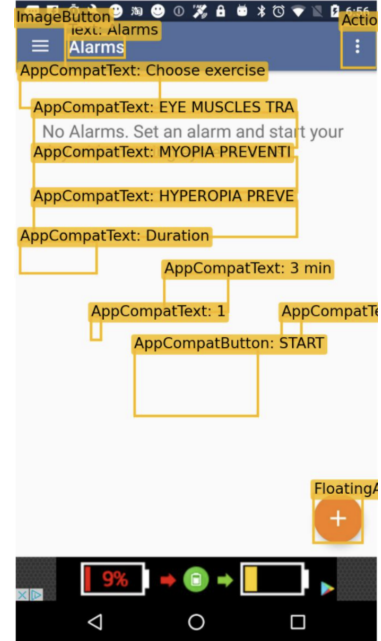 ImageButton
6:56
Actio
Text: Alarms
Alarms
AppCompatText: Choose exercise
AppCompatText: EYE MUSCLES TRA
No Alarms. Set an alarm and start your
AppCompatText: MYOPIA PREVENTI
AppCompatText: HYPEROPIA PREVE
AppCompatText: Duration
AppCompatText: 3 min
AppCompatText: 1
AppCompatTe
AppCompatButton: START
FloatingA
9%